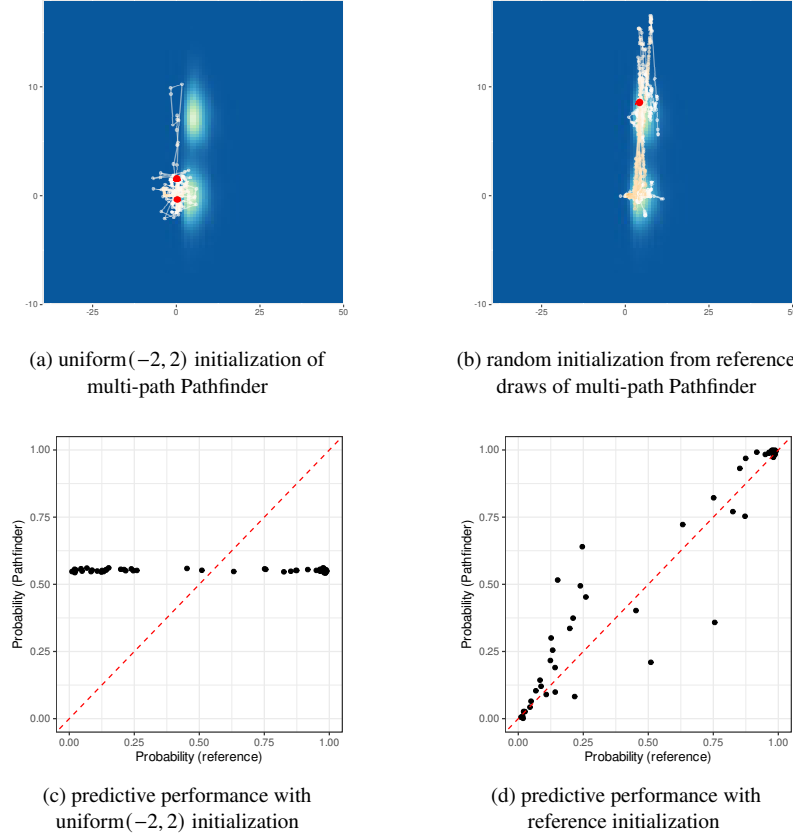 10
0
-10
-25
0
25
50
10
0
-10
-25
0
25
50
(a) uniform(−2, 2) initialization of
multi-path Pathfinder
(b) random initialization from reference
draws of multi-path Pathfinder
1.00
0.75
0.50
0.25
0.00
Probability (Pathfinder)
0.00
0.25
0.50
0.75
1.00
Probability (reference)
1.00
0.75
0.50
0.25
0.00
Probability (Pathfinder)
0.00
0.25
0.50
0.75
1.00
Probability (reference)
(c) predictive performance with
uniform(−2, 2) initialization
(d) predictive performance with
reference initialization